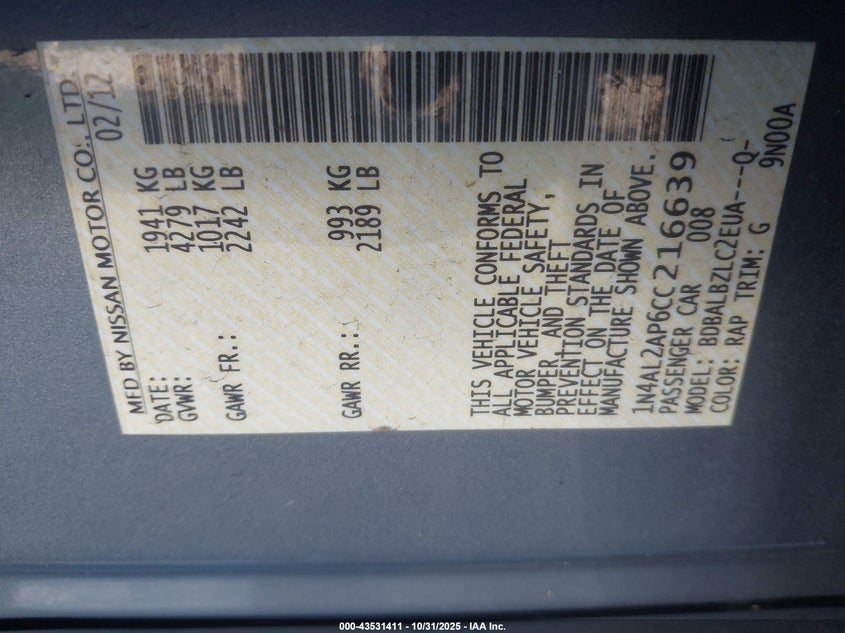 MFD BY NISSAN MOTOR CO., LTD.
DATE: 02/12
GVWR: 1941 KG
4279 LB
GAWR FR.: 1017 KG
2242 LB
GAWR RR.: 993 KG
2189 LB
THIS VEHICLE CONFORMS TO
ALL APPLICABLE FEDERAL
MOTOR VEHICLE SAFETY,
BUMPER, AND THEFT
PREVENTION STANDARDS IN
EFFECT ON THE DATE OF
MANUFACTURE SHOWN ABOVE.
1N4AL2AP6CC216639
PASSENGER CAR 008
MODEL: BDBALBZLC2EUA---Q-
COLOR: RAP TRIM: G 9N00A
000-43531411 - 10/31/2025 - IAA Inc.